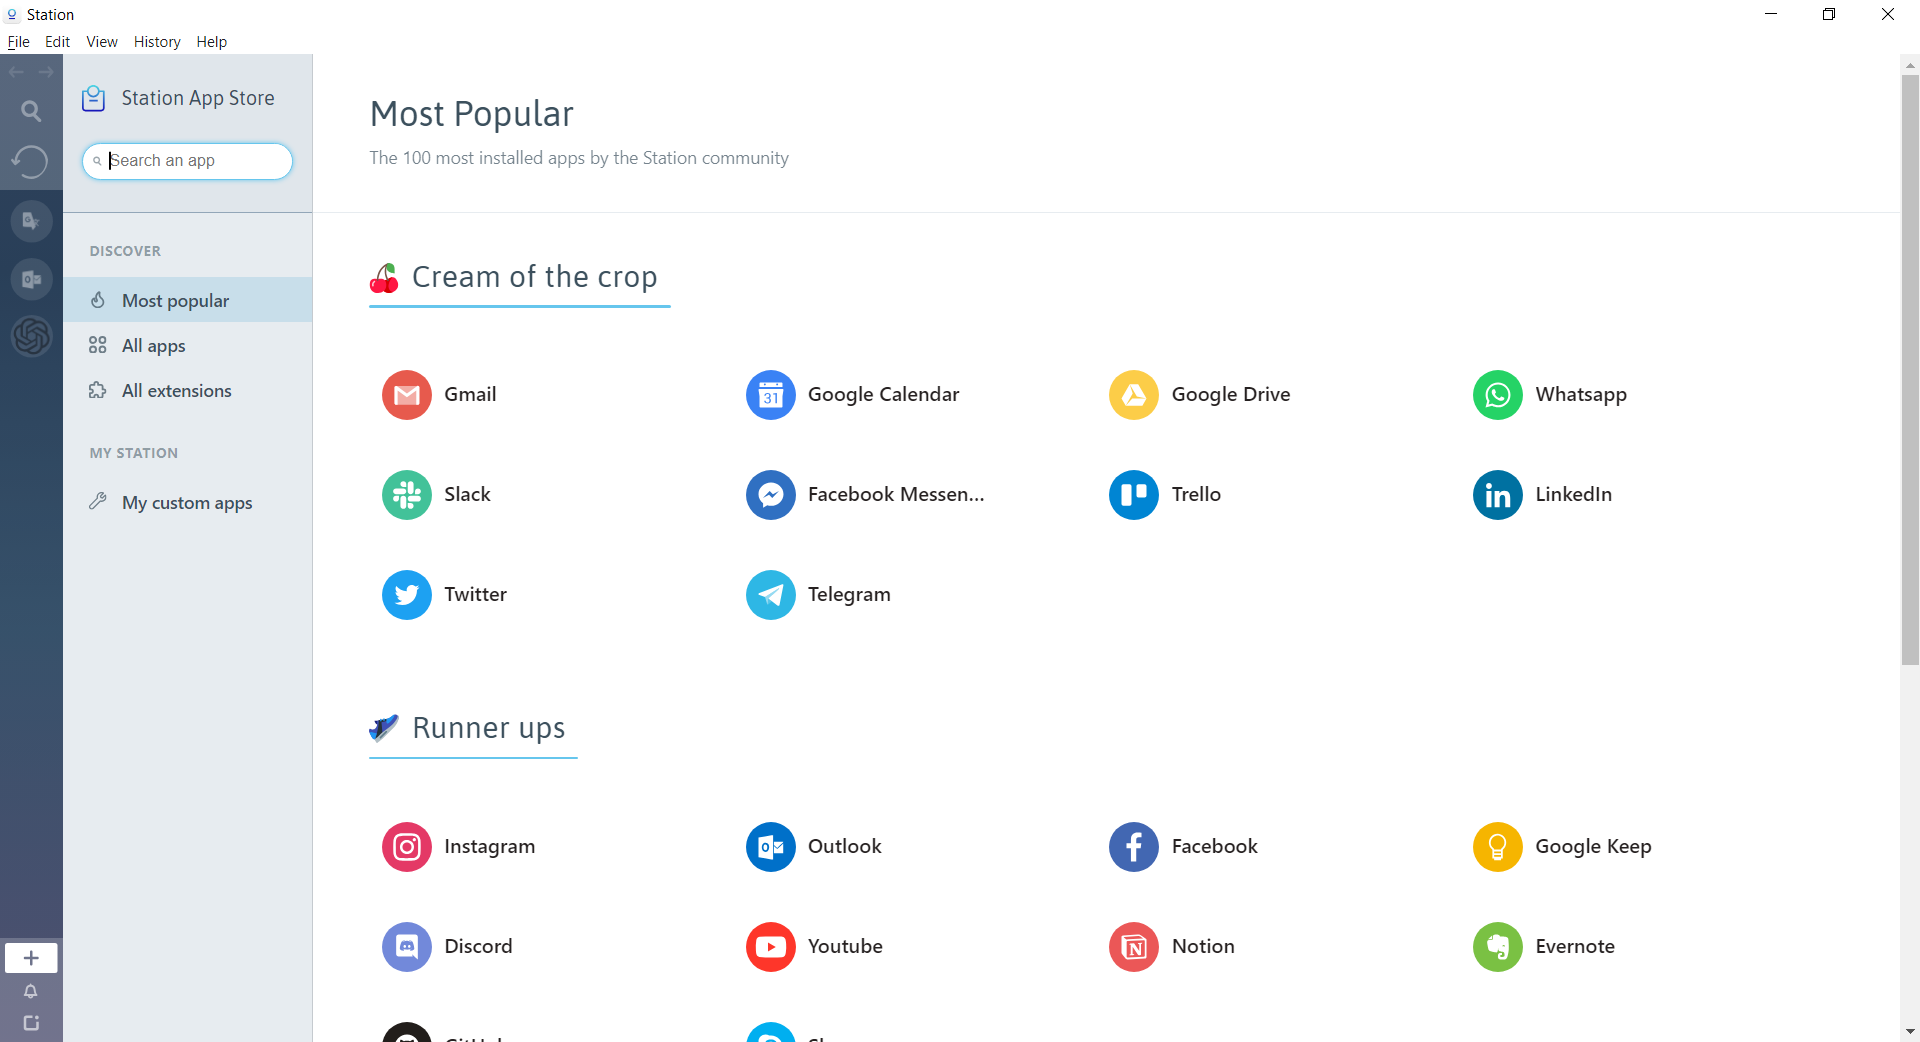 Station
File Edit View History Help
Station App Store
Search an app
DISCOVER
Most popular
All apps
All extensions
MY STATION
My custom apps
Most Popular
The 100 most installed apps by the Station community
Cream of the crop
Gmail
31
Google Calendar
Google Drive
Whatsapp
Slack
Facebook Messen...
Trello
in
LinkedIn
Twitter
Telegram
Runner ups
Instagram
Outlook
Facebook
Google Keep
Discord
Youtube
Notion
Evernote